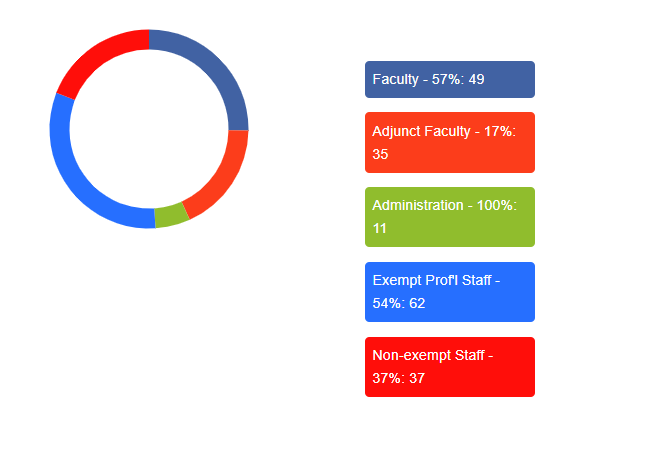 Faculty - 57%: 49
Adjunct Faculty - 17%:
35
Administration - 100%:
11
Exempt Prof'l Staff -
54%: 62
Non-exempt Staff -
37%: 37